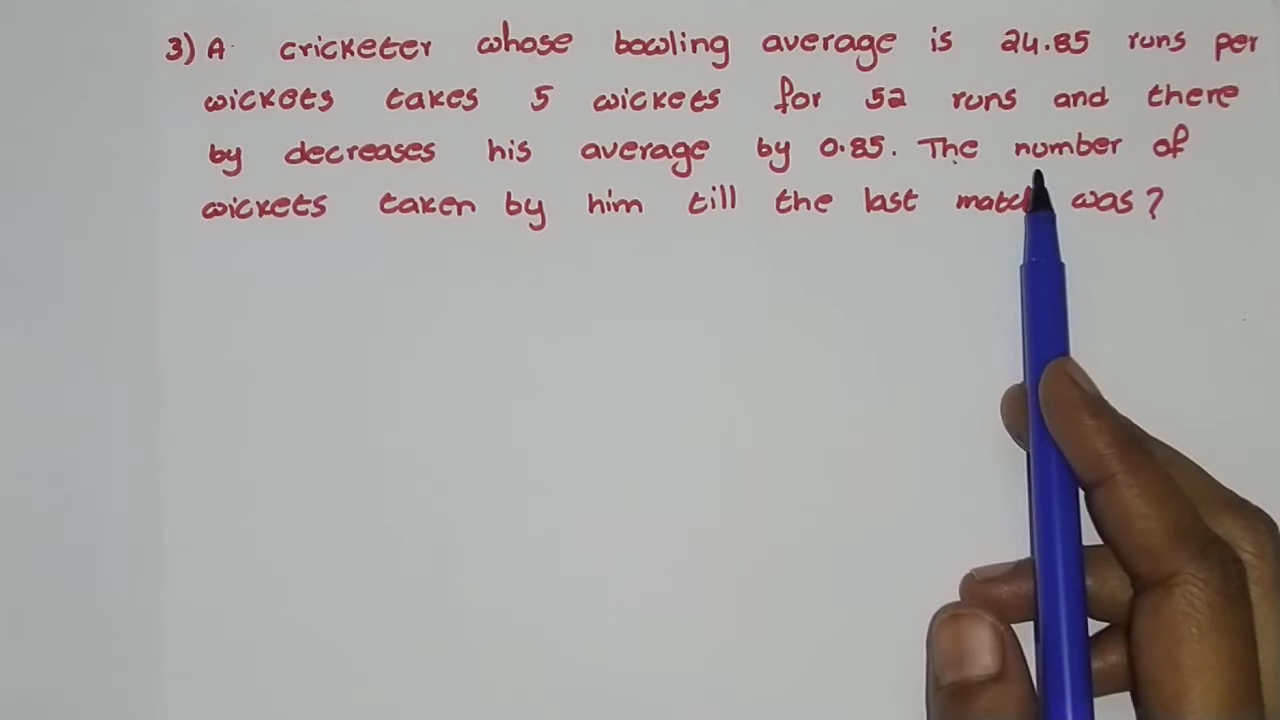 3) A cricketer whose bowling average is 24.85 runs per
wickets takes 5 wickets for 52 runs and there
by decreases his average by 0.85. The number of
wickets taken by him till the last match was?